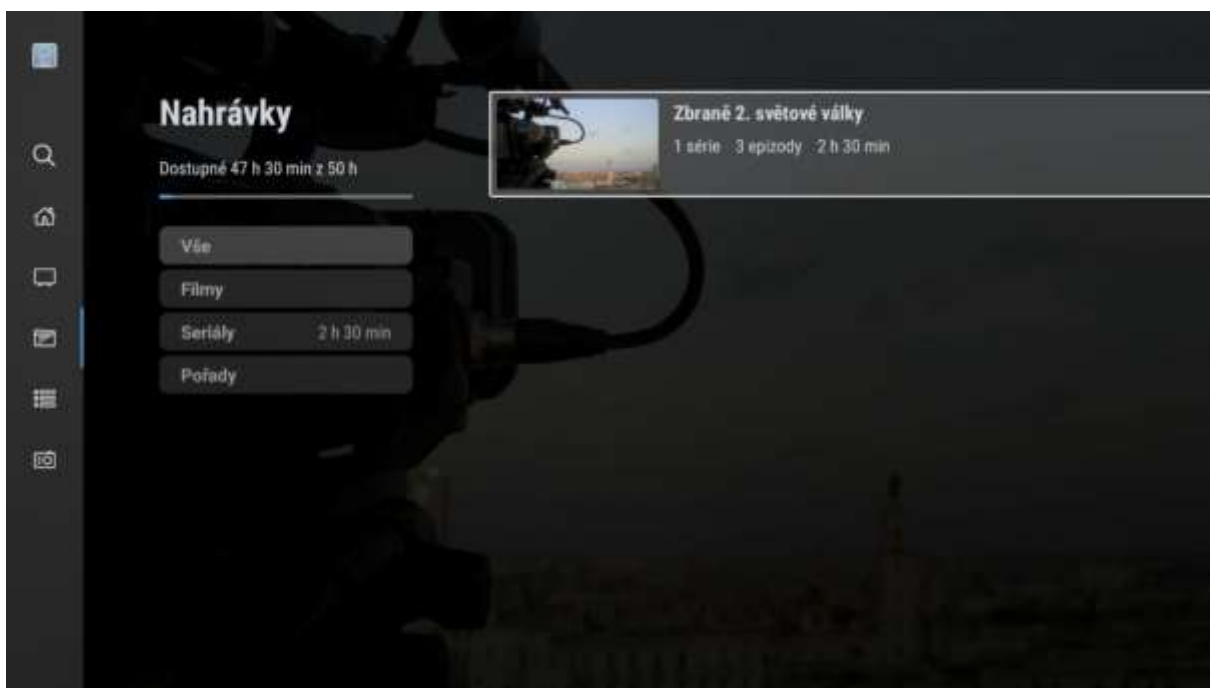 Nahrávky
Dostupné 47 h 30 min z 50 h
Vše
Filmy
Seriály 2 h 30 min
Pořady
Zbraně 2. světové války
1 série 3 epizody 2 h 30 min